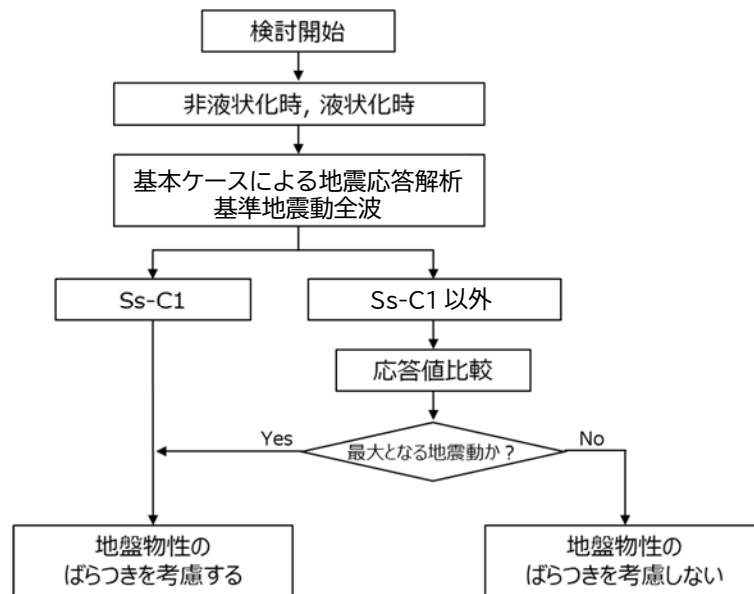 検討開始
非液状化時, 液状化時
基本ケースによる地震応答解析
基準地震動全波
Ss-C1
Ss-C1 以外
応答値比較
最大となる地震動か？
Yes
No
地盤物性の
ばらつきを考慮する
地盤物性の
ばらつきを考慮しない